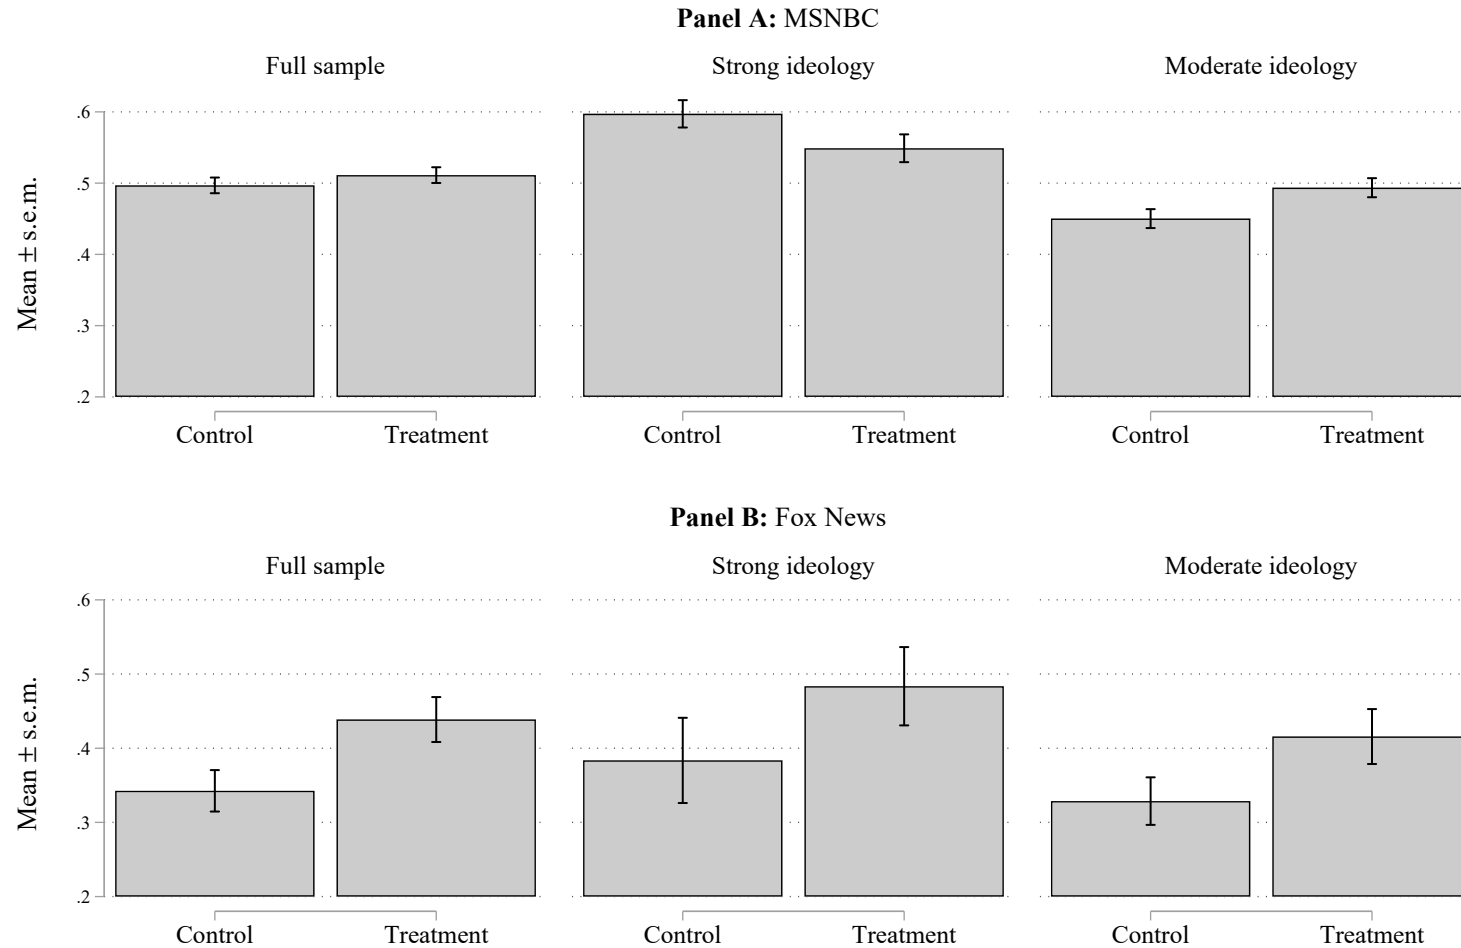 Panel A: MSNBC
Full sample
Strong ideology
Moderate ideology
Mean ± s.e.m.
.6
.5
.4
.3
.2
Control
Treatment
Control
Treatment
Control
Treatment
Panel B: Fox News
Full sample
Strong ideology
Moderate ideology
Mean ± s.e.m.
.6
.5
.4
.3
.2
Control
Treatment
Control
Treatment
Control
Treatment